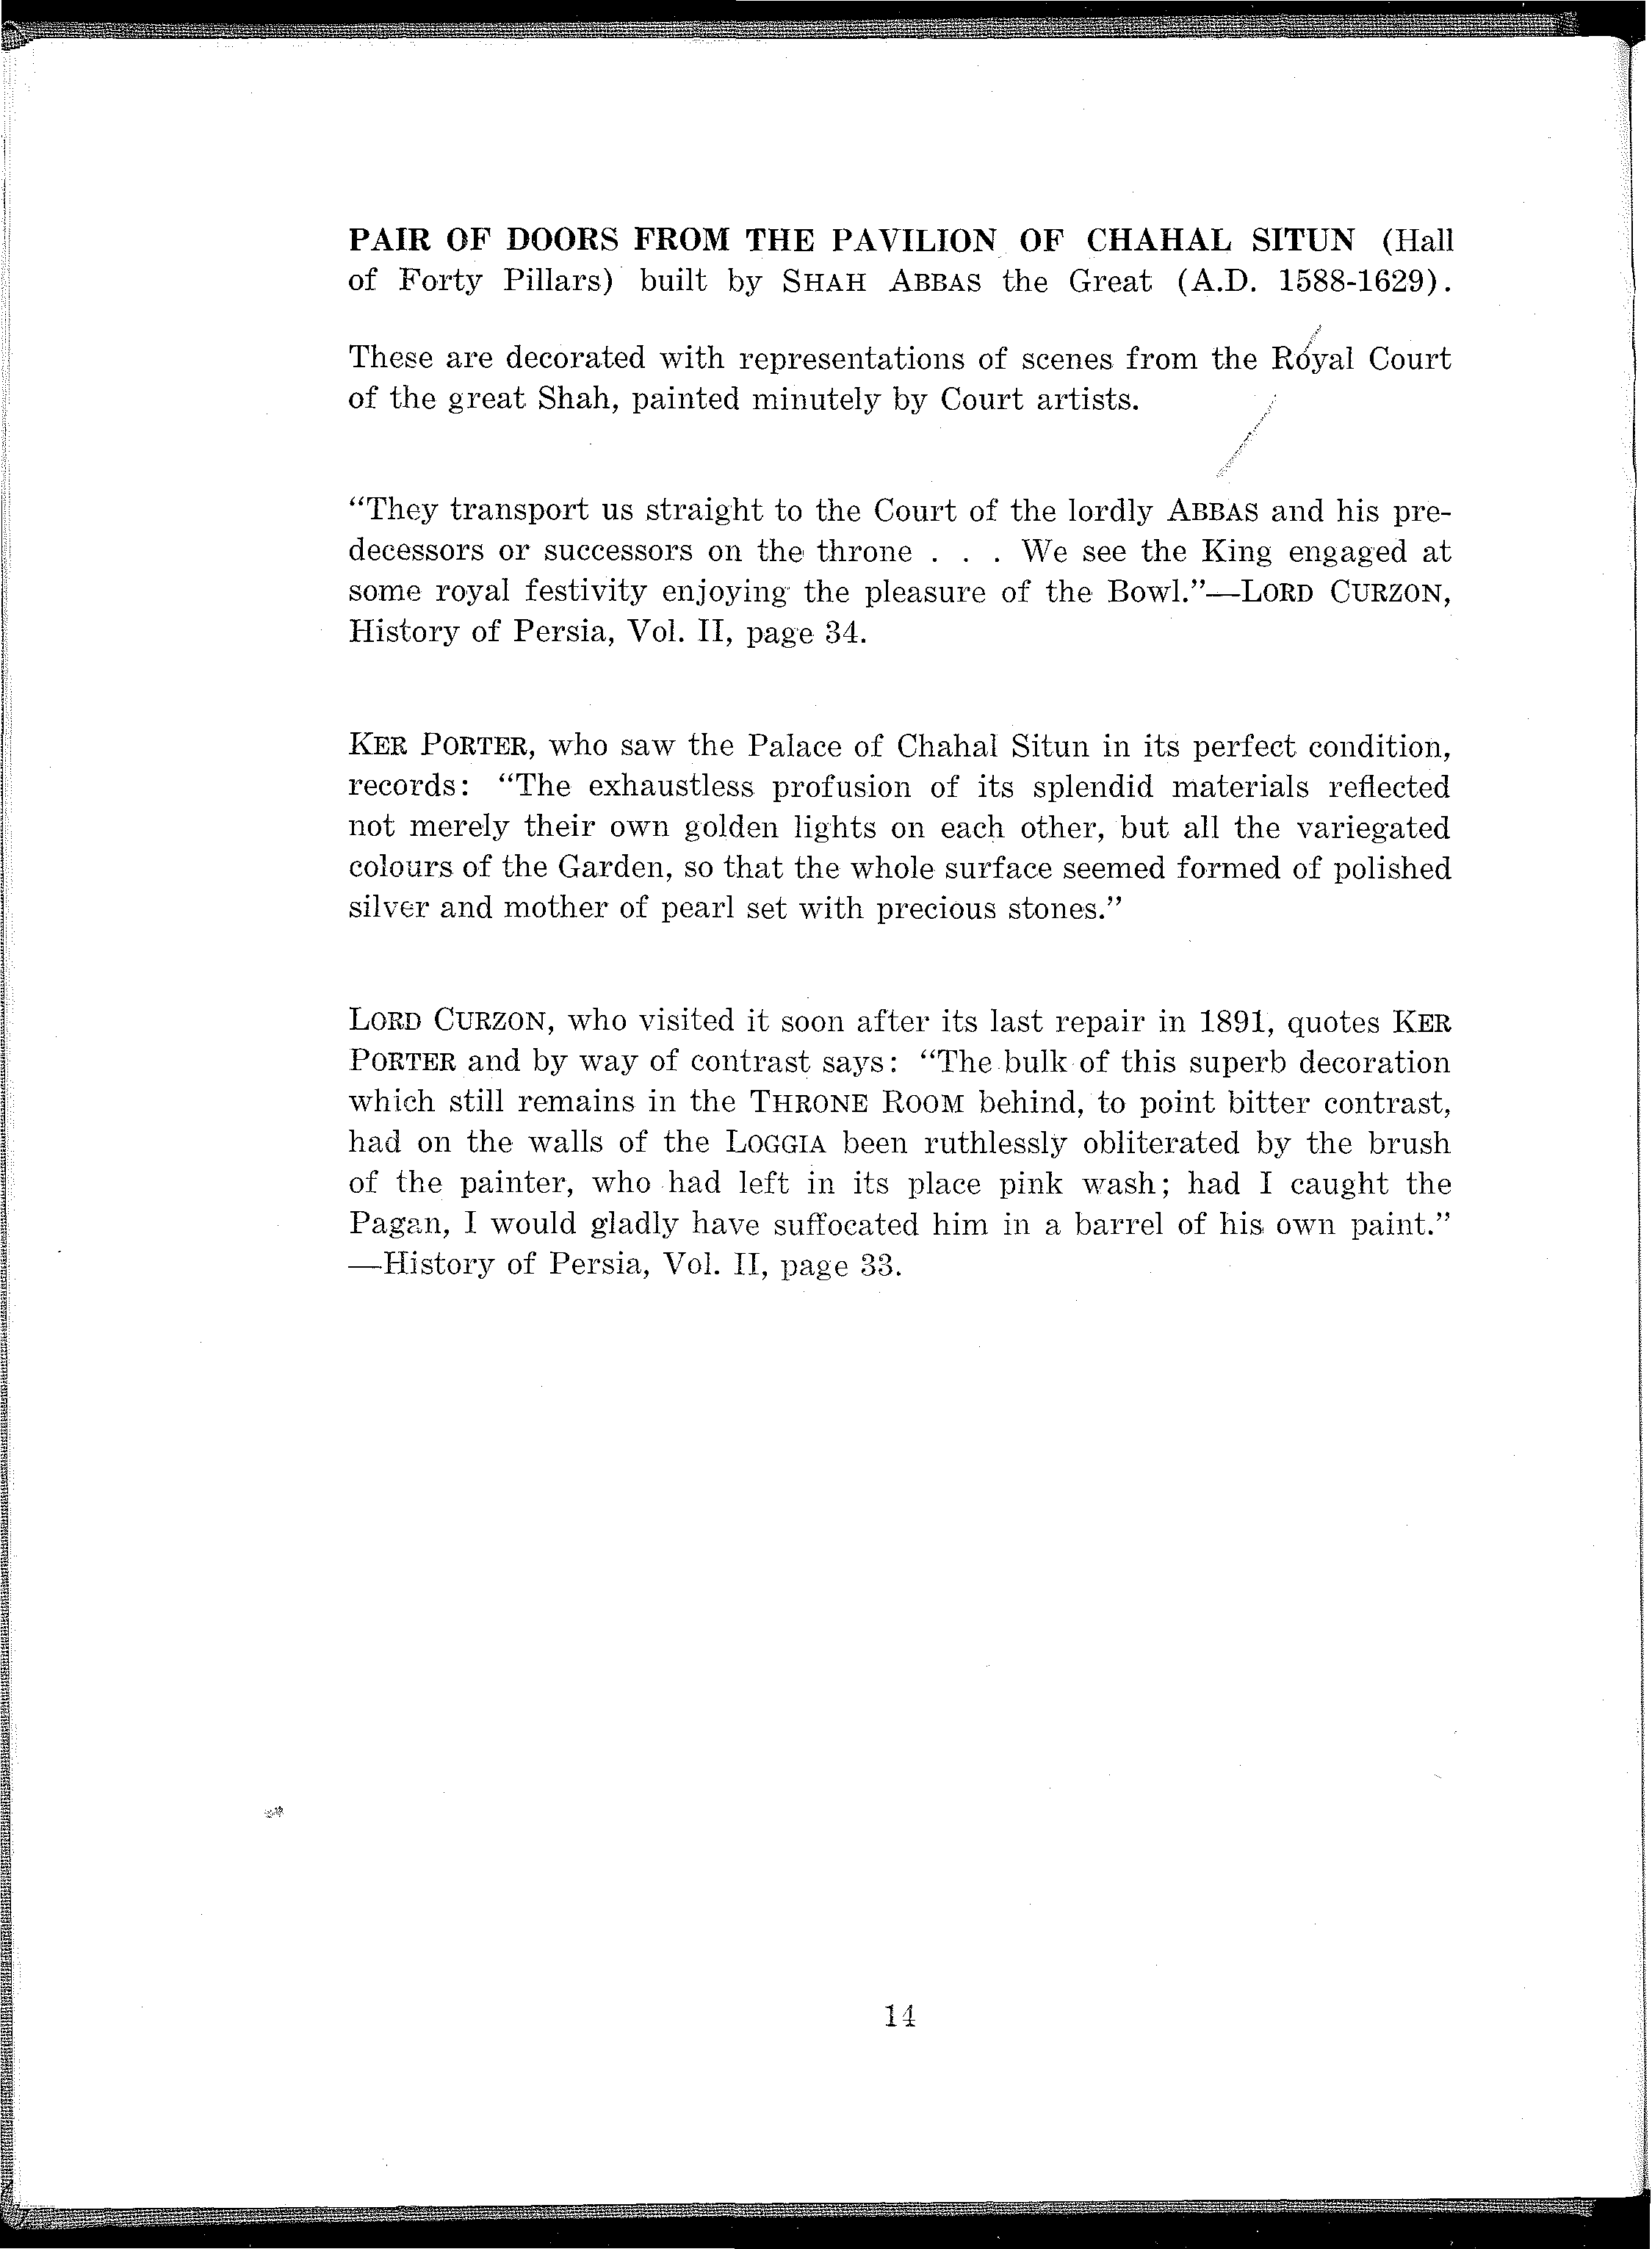 PAIR OF DOORS FROM THE PAVILION OF CHAHAL SITUN (Hall
of Forty Pillars) built by SHAH ABBAS the Great (A.D. 1588-1629).
These are decorated with representations of scenes from the Royal Court
of the great Shah, painted minutely by Court artists.
“They transport us straight to the Court of the lordly ABBAS and his pre-
decessors or successors on the throne . . . We see the King engaged at
some royal festivity enjoying the pleasure of the Bowl.”—LORD CURZON,
History of Persia, Vol. II, page 34.
KER PORTER, who saw the Palace of Chahal Situn in its perfect condition,
records: “The exhaustless profusion of its splendid materials reflected
not merely their own golden lights on each other, but all the variegated
colours of the Garden, so that the whole surface seemed formed of polished
silver and mother of pearl set with precious stones.”
LORD CURZON, who visited it soon after its last repair in 1891, quotes KER
PORTER and by way of contrast says: “The bulk of this superb decoration
which still remains in the THRONE ROOM behind, to point bitter contrast,
had on the walls of the LOGGIA been ruthlessly obliterated by the brush
of the painter, who had left in its place pink wash; had I caught the
Pagan, I would gladly have suffocated him in a barrel of his own paint.”
—History of Persia, Vol. II, page 33.
14